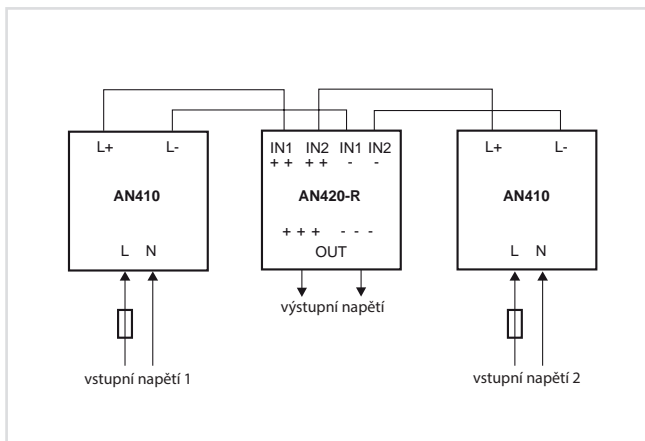 L+ L-
AN410
L N
vstupní napětí 1
IN1 IN2 IN1 IN2
+ + + + - -
AN420-R
+ + + - - -
OUT
výstupní napětí
L+ L-
AN410
L N
vstupní napětí 2